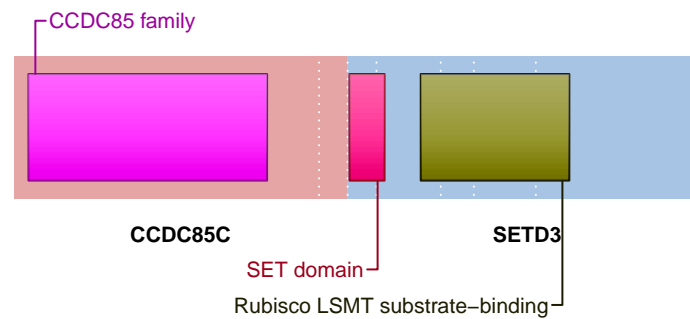 CCDC85 family
CCDC85C
SETD3
SET domain
Rubisco LSMT substrate−binding